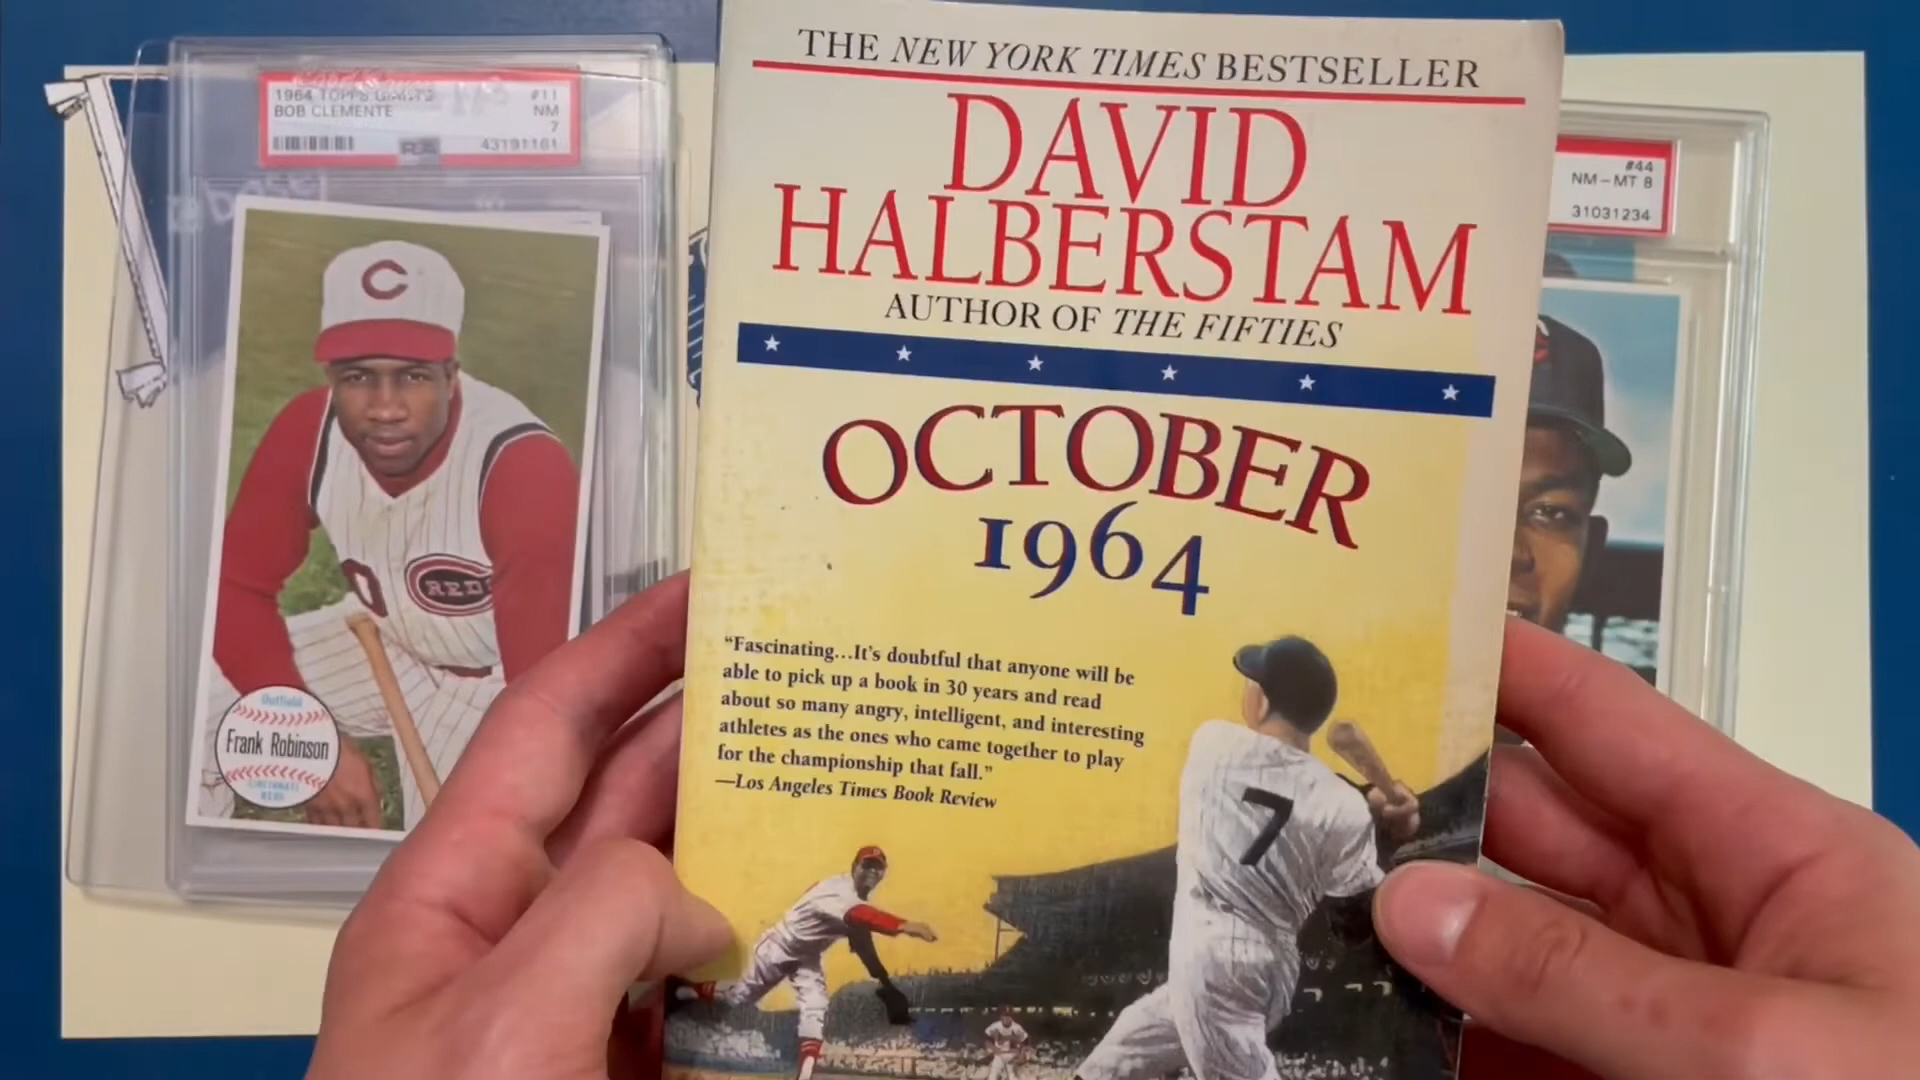 1964 TOPPS GIANTS #11
BOB CLEMENTE NM
7
43191161
C
REDS
Outfield
Frank Robinson
CINCINNATI
REDS
THE NEW YORK TIMES BESTSELLER
DAVID
HALBERSTAM
AUTHOR OF THE FIFTIES
OCTOBER
1964
“Fascinating...It's doubtful that anyone will be
able to pick up a book in 30 years and read
about so many angry, intelligent, and interesting
athletes as the ones who came together to play
for the championship that fall.”
—Los Angeles Times Book Review
7
#44
NM-MT 8
31031234